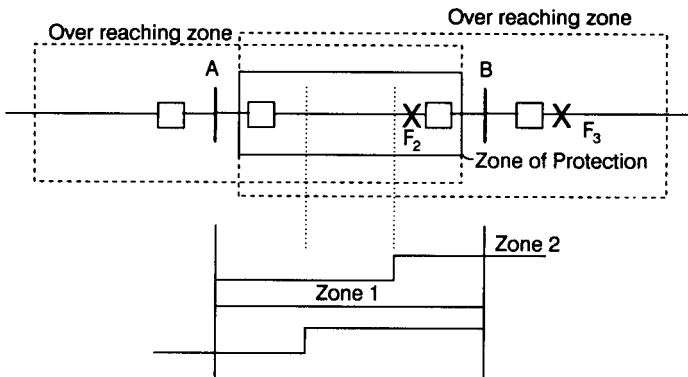 Over reaching zone
Over reaching zone
A
B
F2
F3
Zone of Protection
Zone 2
Zone 1